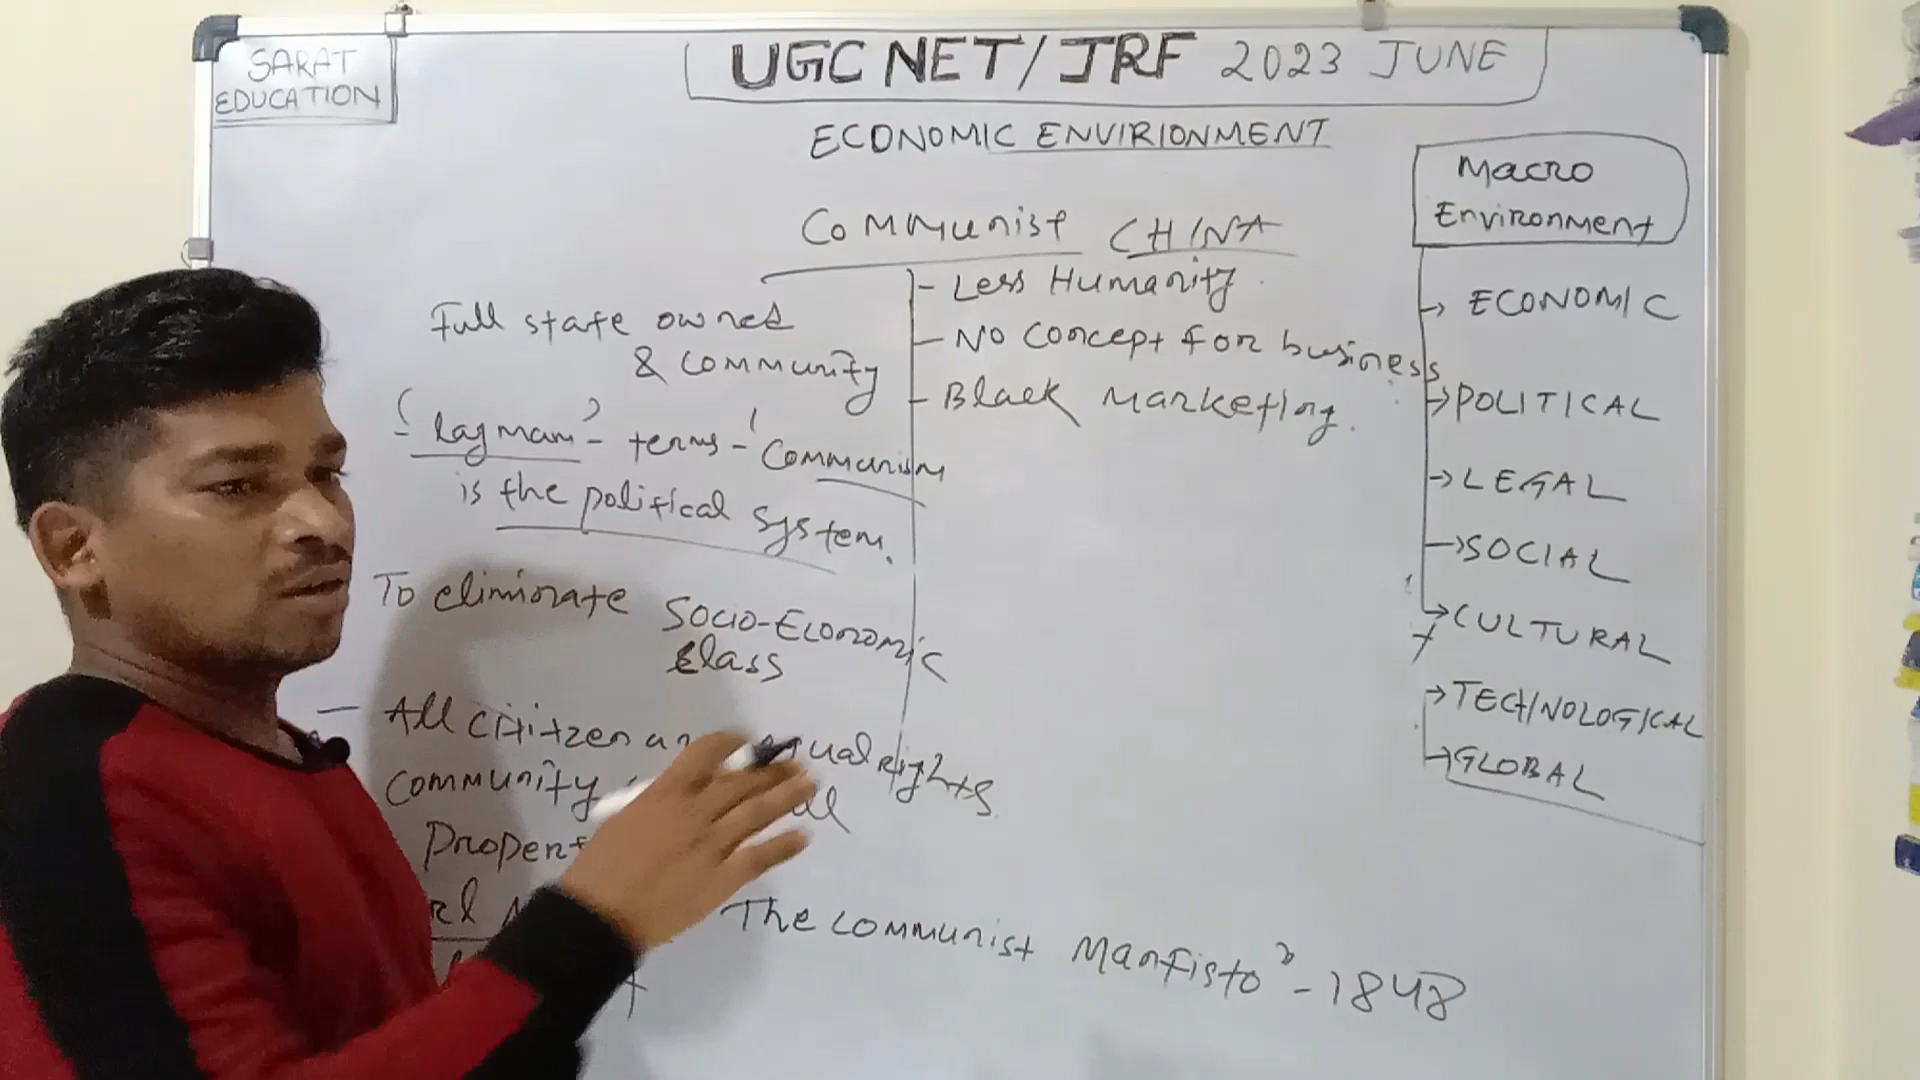 SARAT
EDUCATION
UGC NET/JRF 2023 JUNE
ECONOMIC ENVIRIONMENT
COMMUNIST CHINA
Full state owned
& community
'layman' terms - 'Communism
is the political system.
To eliminate Socio-Economic
Class
- All citizen equal rights
community
Propert
- Less Humanity
- No concept for business
- Black Marketing.
The communist Manfisto" - 1848
Macro
Environment
→ ECONOMIC
→ POLITICAL
→ LEGAL
→ SOCIAL
→ CULTURAL
→ TECHNOLOGICAL
→ GLOBAL